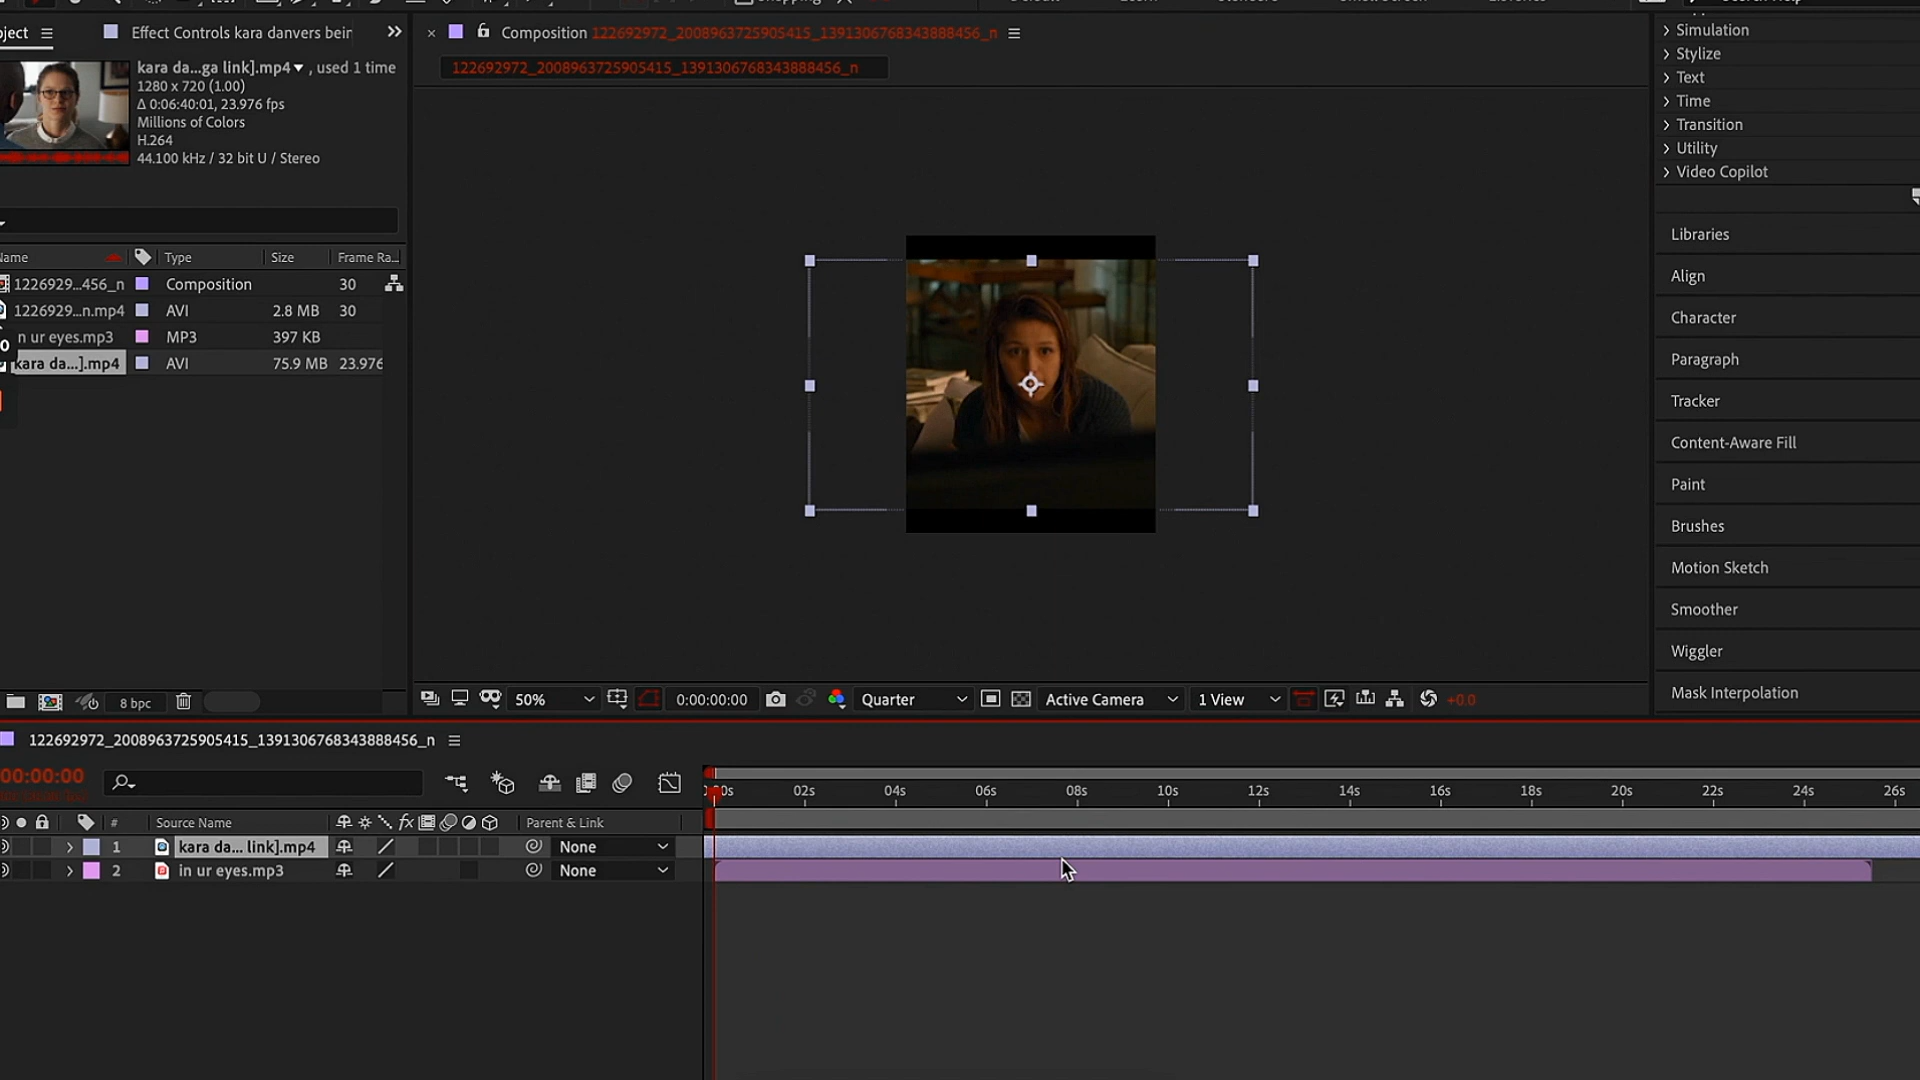 oject
Effect Controls kara danvers bein
Composition 122692972_2008963725905415_1391306768343888456_n
122692972_2008963725905415_1391306768343888456_n
kara da...ga link].mp4 , used 1 time
1280 x 720 (1.00)
Δ 0:06:40:01, 23.976 fps
Millions of Colors
H.264
44.100 kHz / 32 bit U / Stereo
Name Type Size Frame Ra...
1226929...456_n Composition 30
1226929...n.mp4 AVI 2.8 MB 30
n ur eyes.mp3 MP3 397 KB
kara da...].mp4 AVI 75.9 MB 23.976
8 bpc
50% 0:00:00:00 Quarter Active Camera 1 View +0.0
Simulation
Stylize
Text
Time
Transition
Utility
Video Copilot
Libraries
Align
Character
Paragraph
Tracker
Content-Aware Fill
Paint
Brushes
Motion Sketch
Smoother
Wiggler
Mask Interpolation
122692972_2008963725905415_1391306768343888456_n
00:00:00
02s 04s 06s 08s 10s 12s 14s 16s 18s 20s 22s 24s 26s
# Source Name fx Parent & Link
1 kara da... link].mp4 None
2 in ur eyes.mp3 None